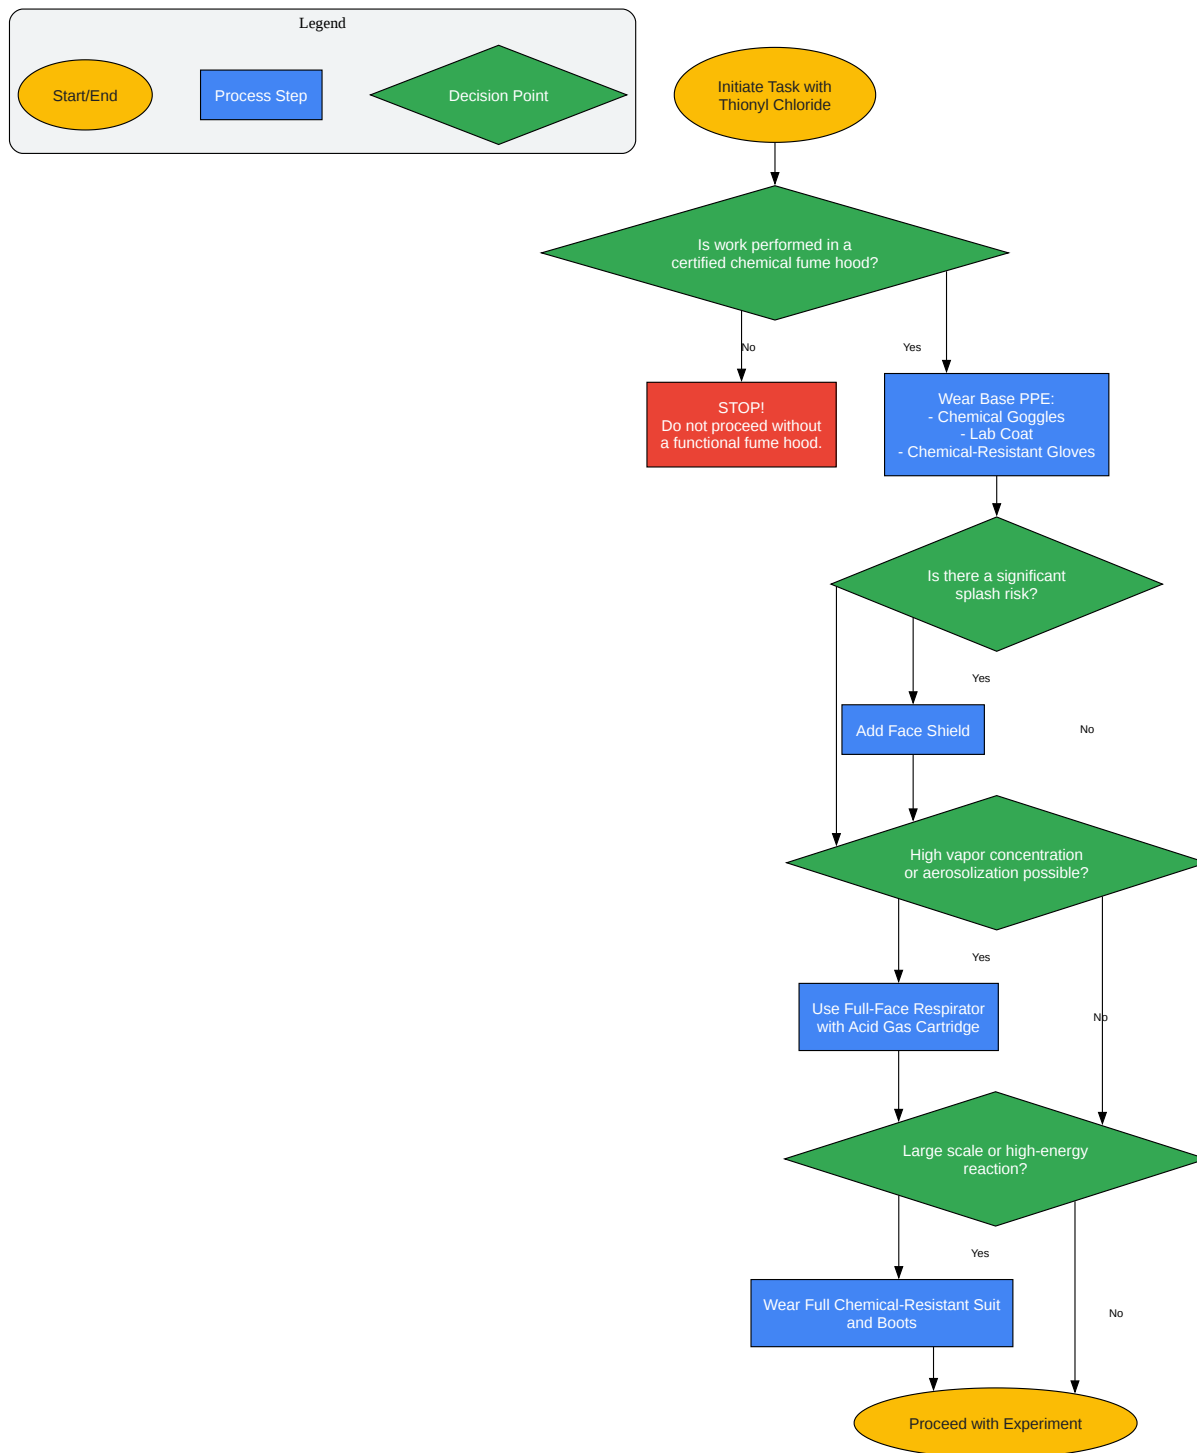 Legend
Start/End
Process Step
Decision Point
Initiate Task with
Thionyl Chloride
Is work performed in a
certified chemical fume hood?
No
Yes
STOP!
Do not proceed without
a functional fume hood.
Wear Base PPE:
- Chemical Goggles
- Lab Coat
- Chemical-Resistant Gloves
Is there a significant
splash risk?
Yes
Add Face Shield
No
High vapor concentration
or aerosolization possible?
Yes
Use Full-Face Respirator
with Acid Gas Cartridge
No
Large scale or high-energy
reaction?
Yes
Wear Full Chemical-Resistant Suit
and Boots
No
Proceed with Experiment